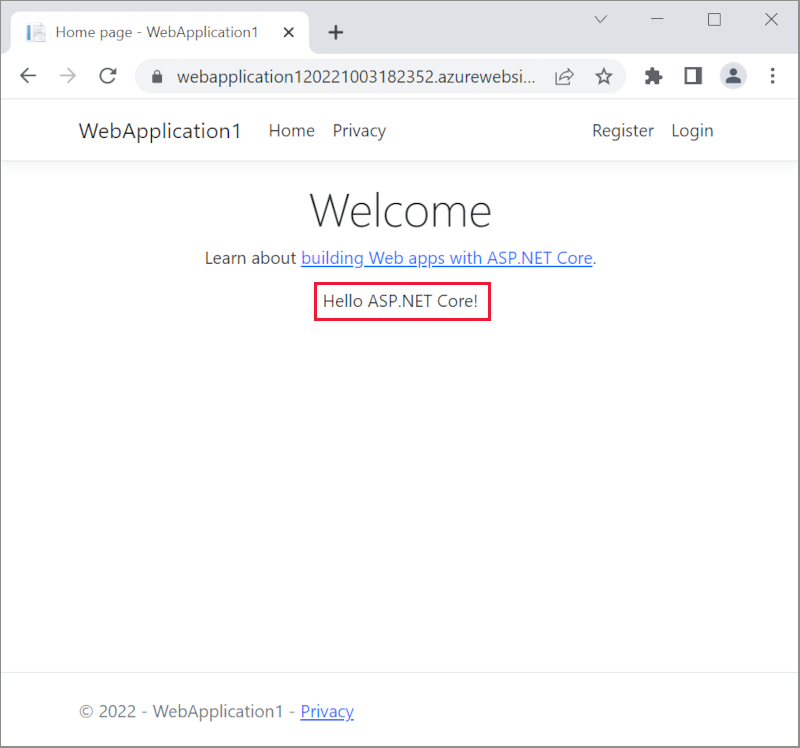 Home page - WebApplication1
webapplication120221003182352.azurewebsi...
WebApplication1 Home Privacy Register Login
Welcome
Learn about building Web apps with ASP.NET Core.
Hello ASP.NET Core!
© 2022 - WebApplication1 - Privacy